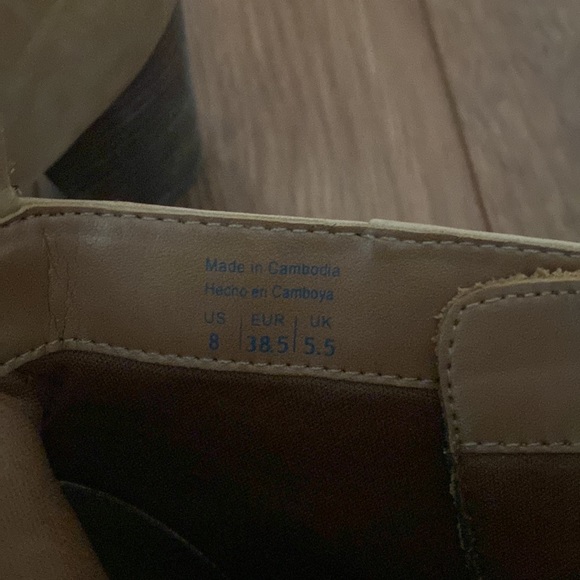 Made in Cambodia
Hecho en Camboya
US | EUR | UK
8 | 38.5 | 5.5